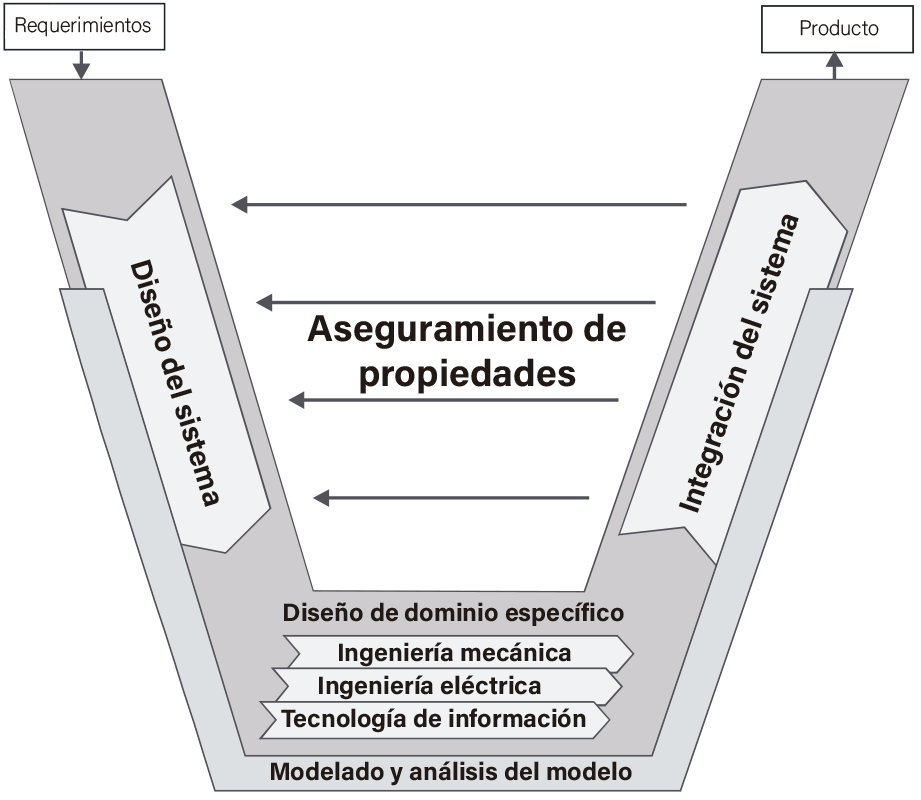 Requerimientos
Producto
Diseño del sistema
Integración del sistema
Aseguramiento de
propiedades
Diseño de dominio específico
Ingeniería mecánica
Ingeniería eléctrica
Tecnología de información
Modelado y análisis del modelo